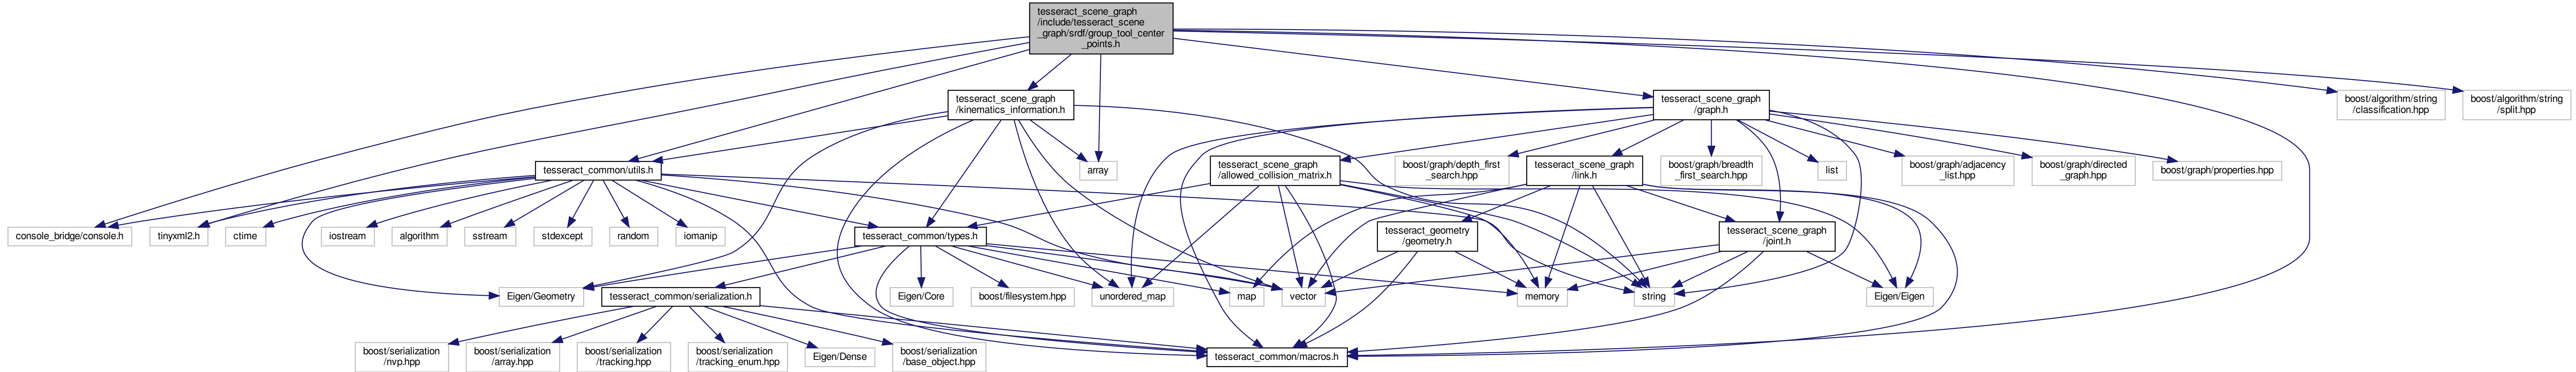 tesseract_scene_graph
/include/tesseract_scene
_graph/srdf/group_tool_center
_points.h
tesseract_scene_graph
/kinematics_information.h
tesseract_scene_graph
/graph.h
boost/algorithm/string
/classification.hpp
boost/algorithm/string
/split.hpp
tesseract_common/utils.h
array
tesseract_scene_graph
/allowed_collision_matrix.h
boost/graph/depth_first
_search.hpp
tesseract_scene_graph
/link.h
boost/graph/breadth
_first_search.hpp
list
boost/graph/adjacency
_list.hpp
boost/graph/directed
_graph.hpp
boost/graph/properties.hpp
console_bridge/console.h
tinyxml2.h
ctime
iostream
algorithm
sstream
stdexcept
random
iomanip
tesseract_common/types.h
tesseract_geometry
/geometry.h
tesseract_scene_graph
/joint.h
Eigen/Geometry
tesseract_common/serialization.h
Eigen/Core
boost/filesystem.hpp
unordered_map
map
vector
memory
string
Eigen/Eigen
boost/serialization
/nvp.hpp
boost/serialization
/array.hpp
boost/serialization
/tracking.hpp
boost/serialization
/tracking_enum.hpp
Eigen/Dense
boost/serialization
/base_object.hpp
tesseract_common/macros.h